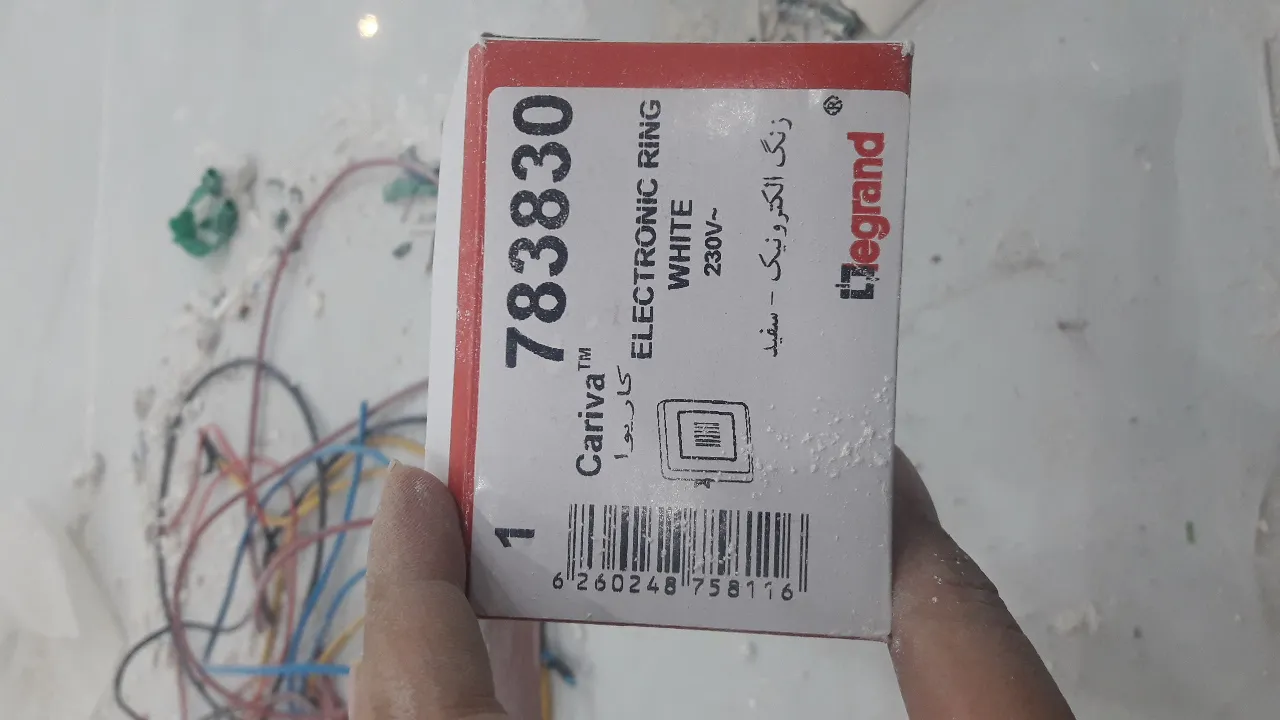 1 783830
Cariva™
کاریوا
ELECTRONIC RING
WHITE
230V~
زنگ الکترونیک - سفید
legrand®
6 260248 758116